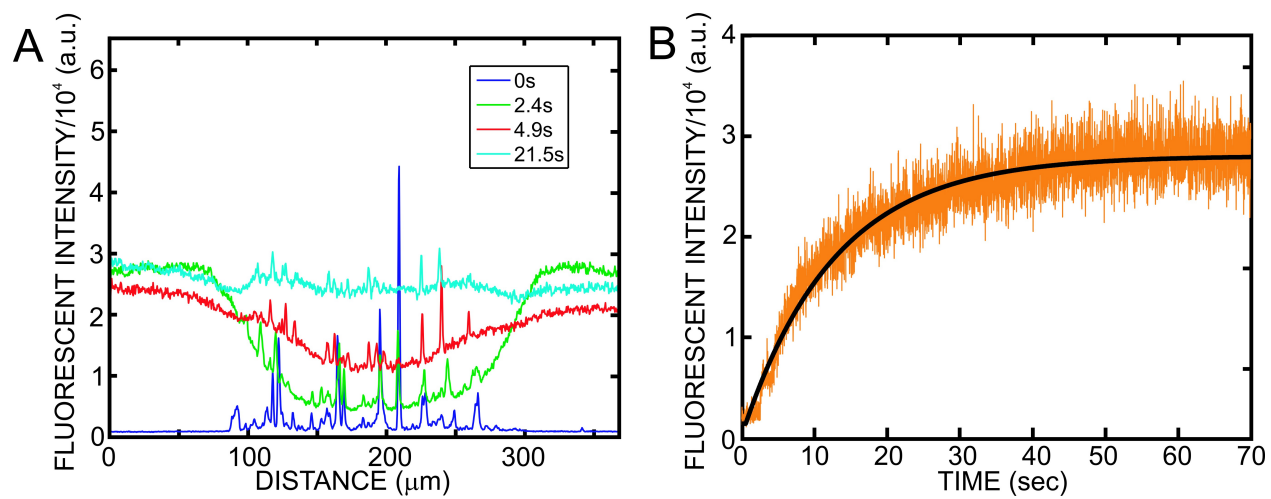 A
FLUORESCENT INTENSITY/10⁴ (a.u.)
6
5
4
3
2
1
0
0s
2.4s
4.9s
21.5s
0 100 200 300
DISTANCE (μm)
B
FLUORESCENT INTENSITY/10⁴ (a.u.)
4
3
2
1
0
0 10 20 30 40 50 60 70
TIME (sec)